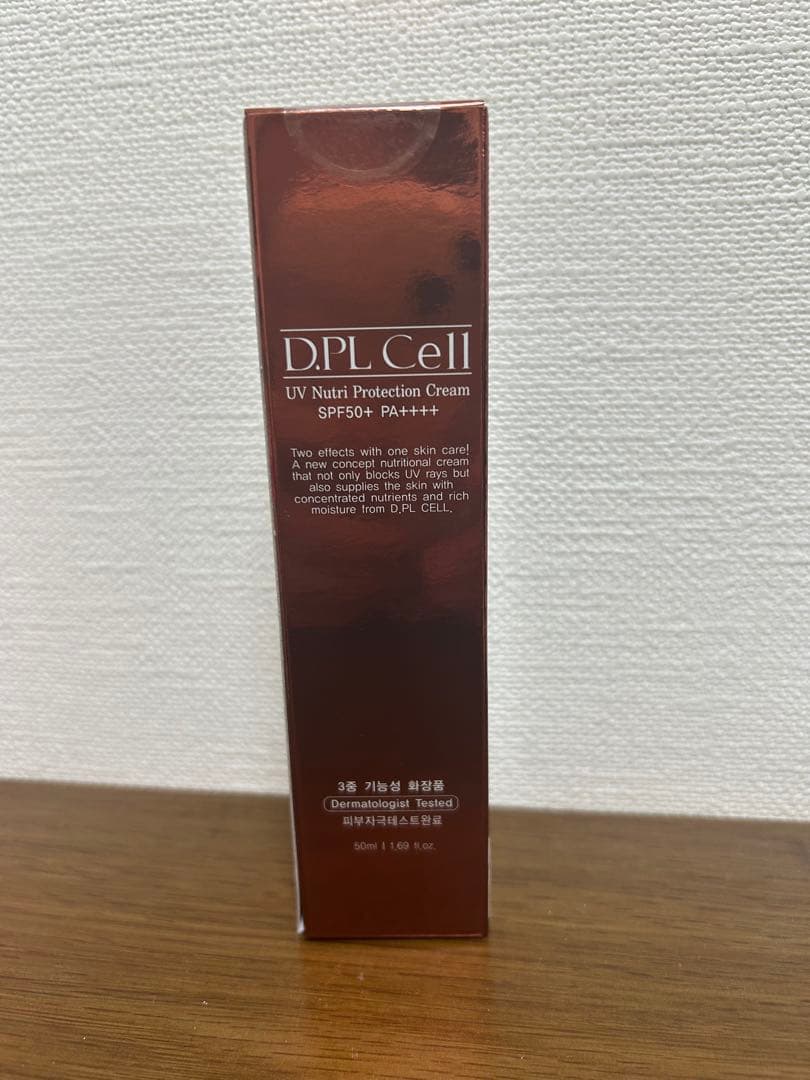 D.PL Cell
UV Nutri Protection Cream
SPF50+ PA++++
Two effects with one skin care!
A new concept nutritional cream
that not only blocks UV rays but
also supplies the skin with
concentrated nutrients and rich
moisture from D.PL CELL.
3중 기능성 화장품
Dermatologist Tested
피부자극테스트완료
50ml I 1.69 fl.oz.